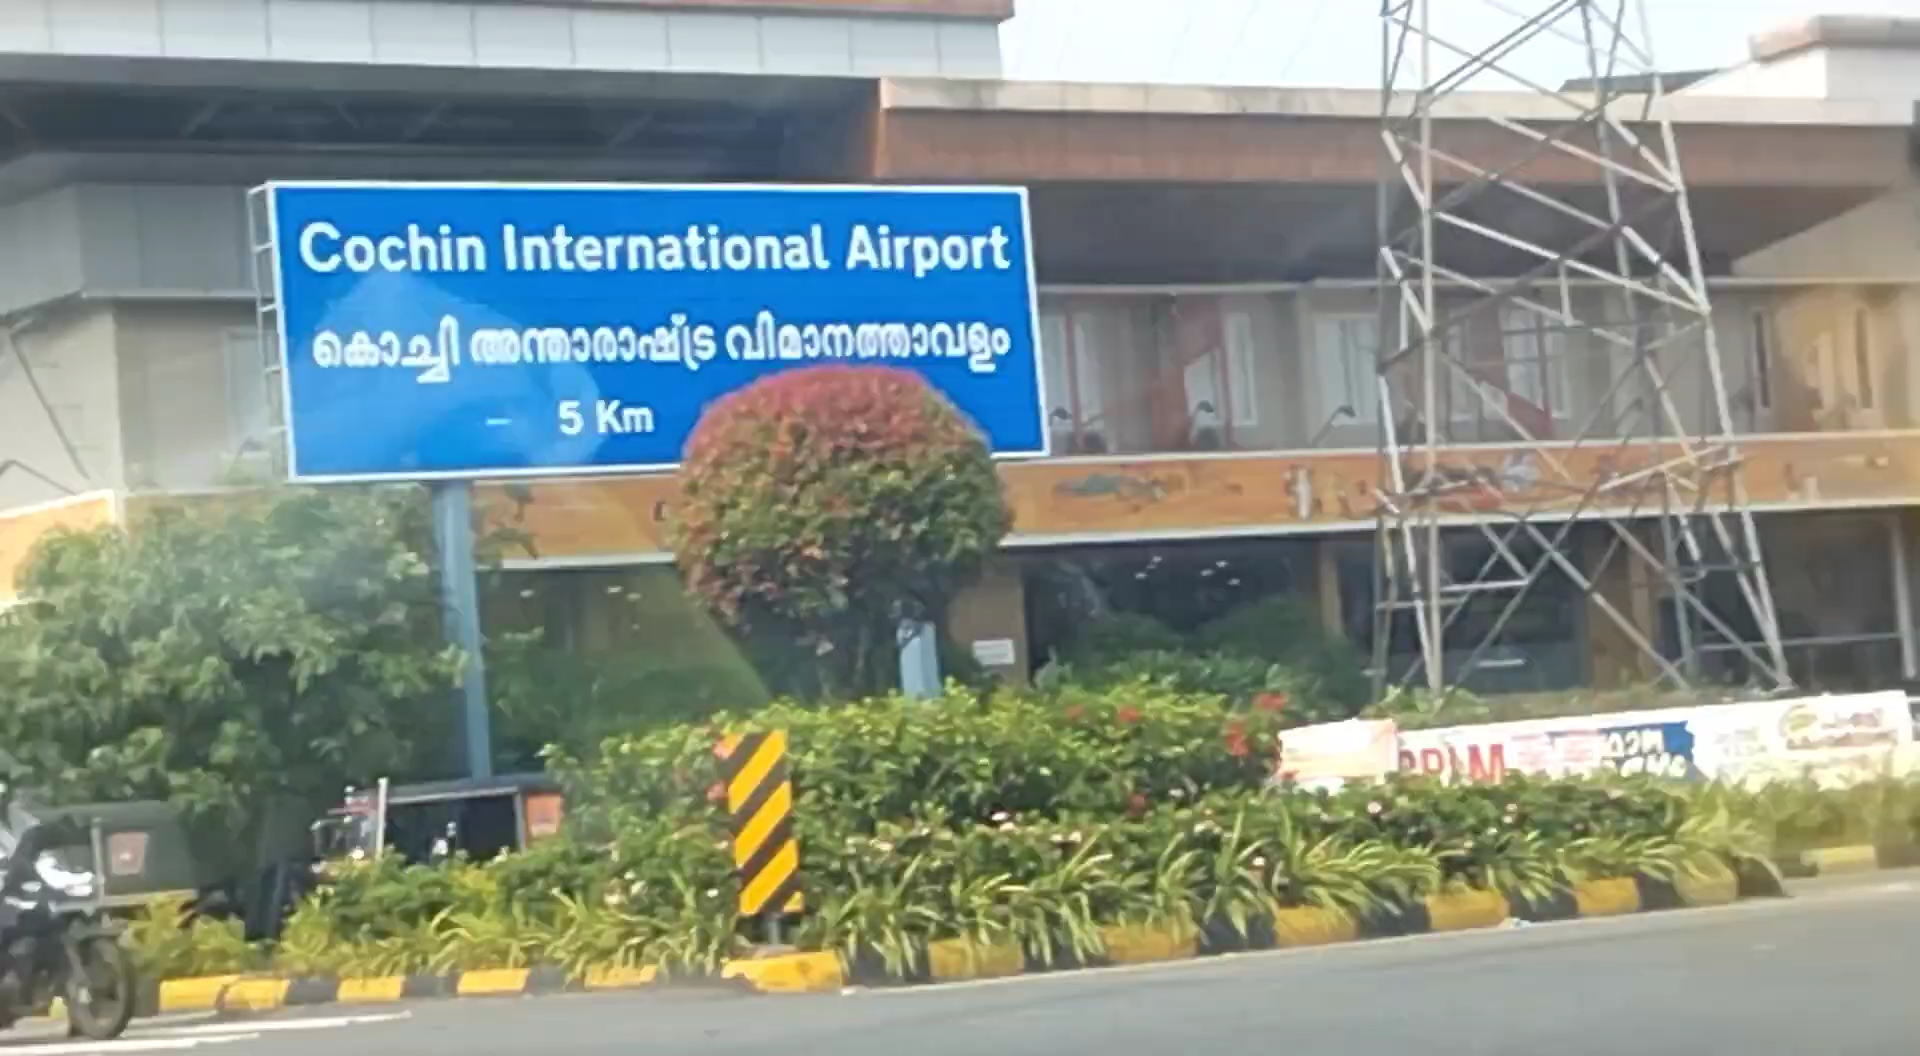 Cochin International Airport
കൊച്ചി അന്താരാഷ്ട്ര വിമാനത്താവളം
– 5 Km